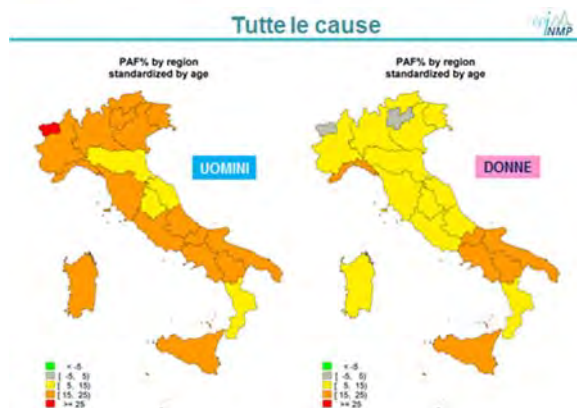 Tutte le cause
NMP
PAF% by region
standardized by age
UOMINI
< -5
[ -5, 5)
[ 5, 15)
[ 15, 25)
>= 25
PAF% by region
standardized by age
DONNE
< -5
[ -5, 5)
[ 5, 15)
[ 15, 25)
>= 25